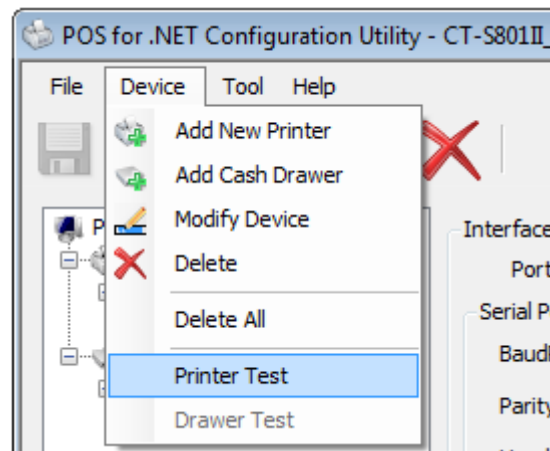 POS for .NET Configuration Utility - CT-S801II_
File Device Tool Help
Add New Printer
Add Cash Drawer
Modify Device
Delete
Delete All
Printer Test
Drawer Test
P
Interface
Port
Serial P
Baud
Parity